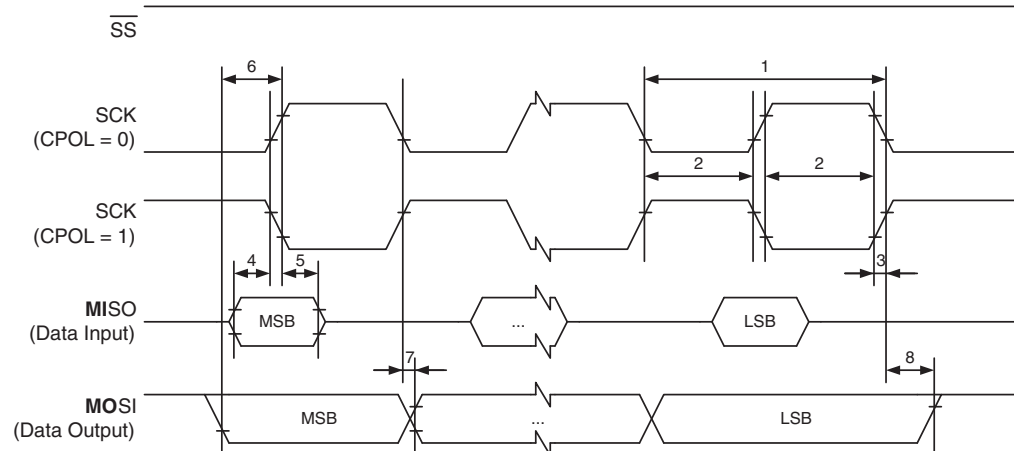 SS
6
1
SCK
(CPOL = 0)
2
2
SCK
(CPOL = 1)
4
5
3
MISO
(Data Input)
MSB
...
LSB
7
8
MOSI
(Data Output)
MSB
...
LSB